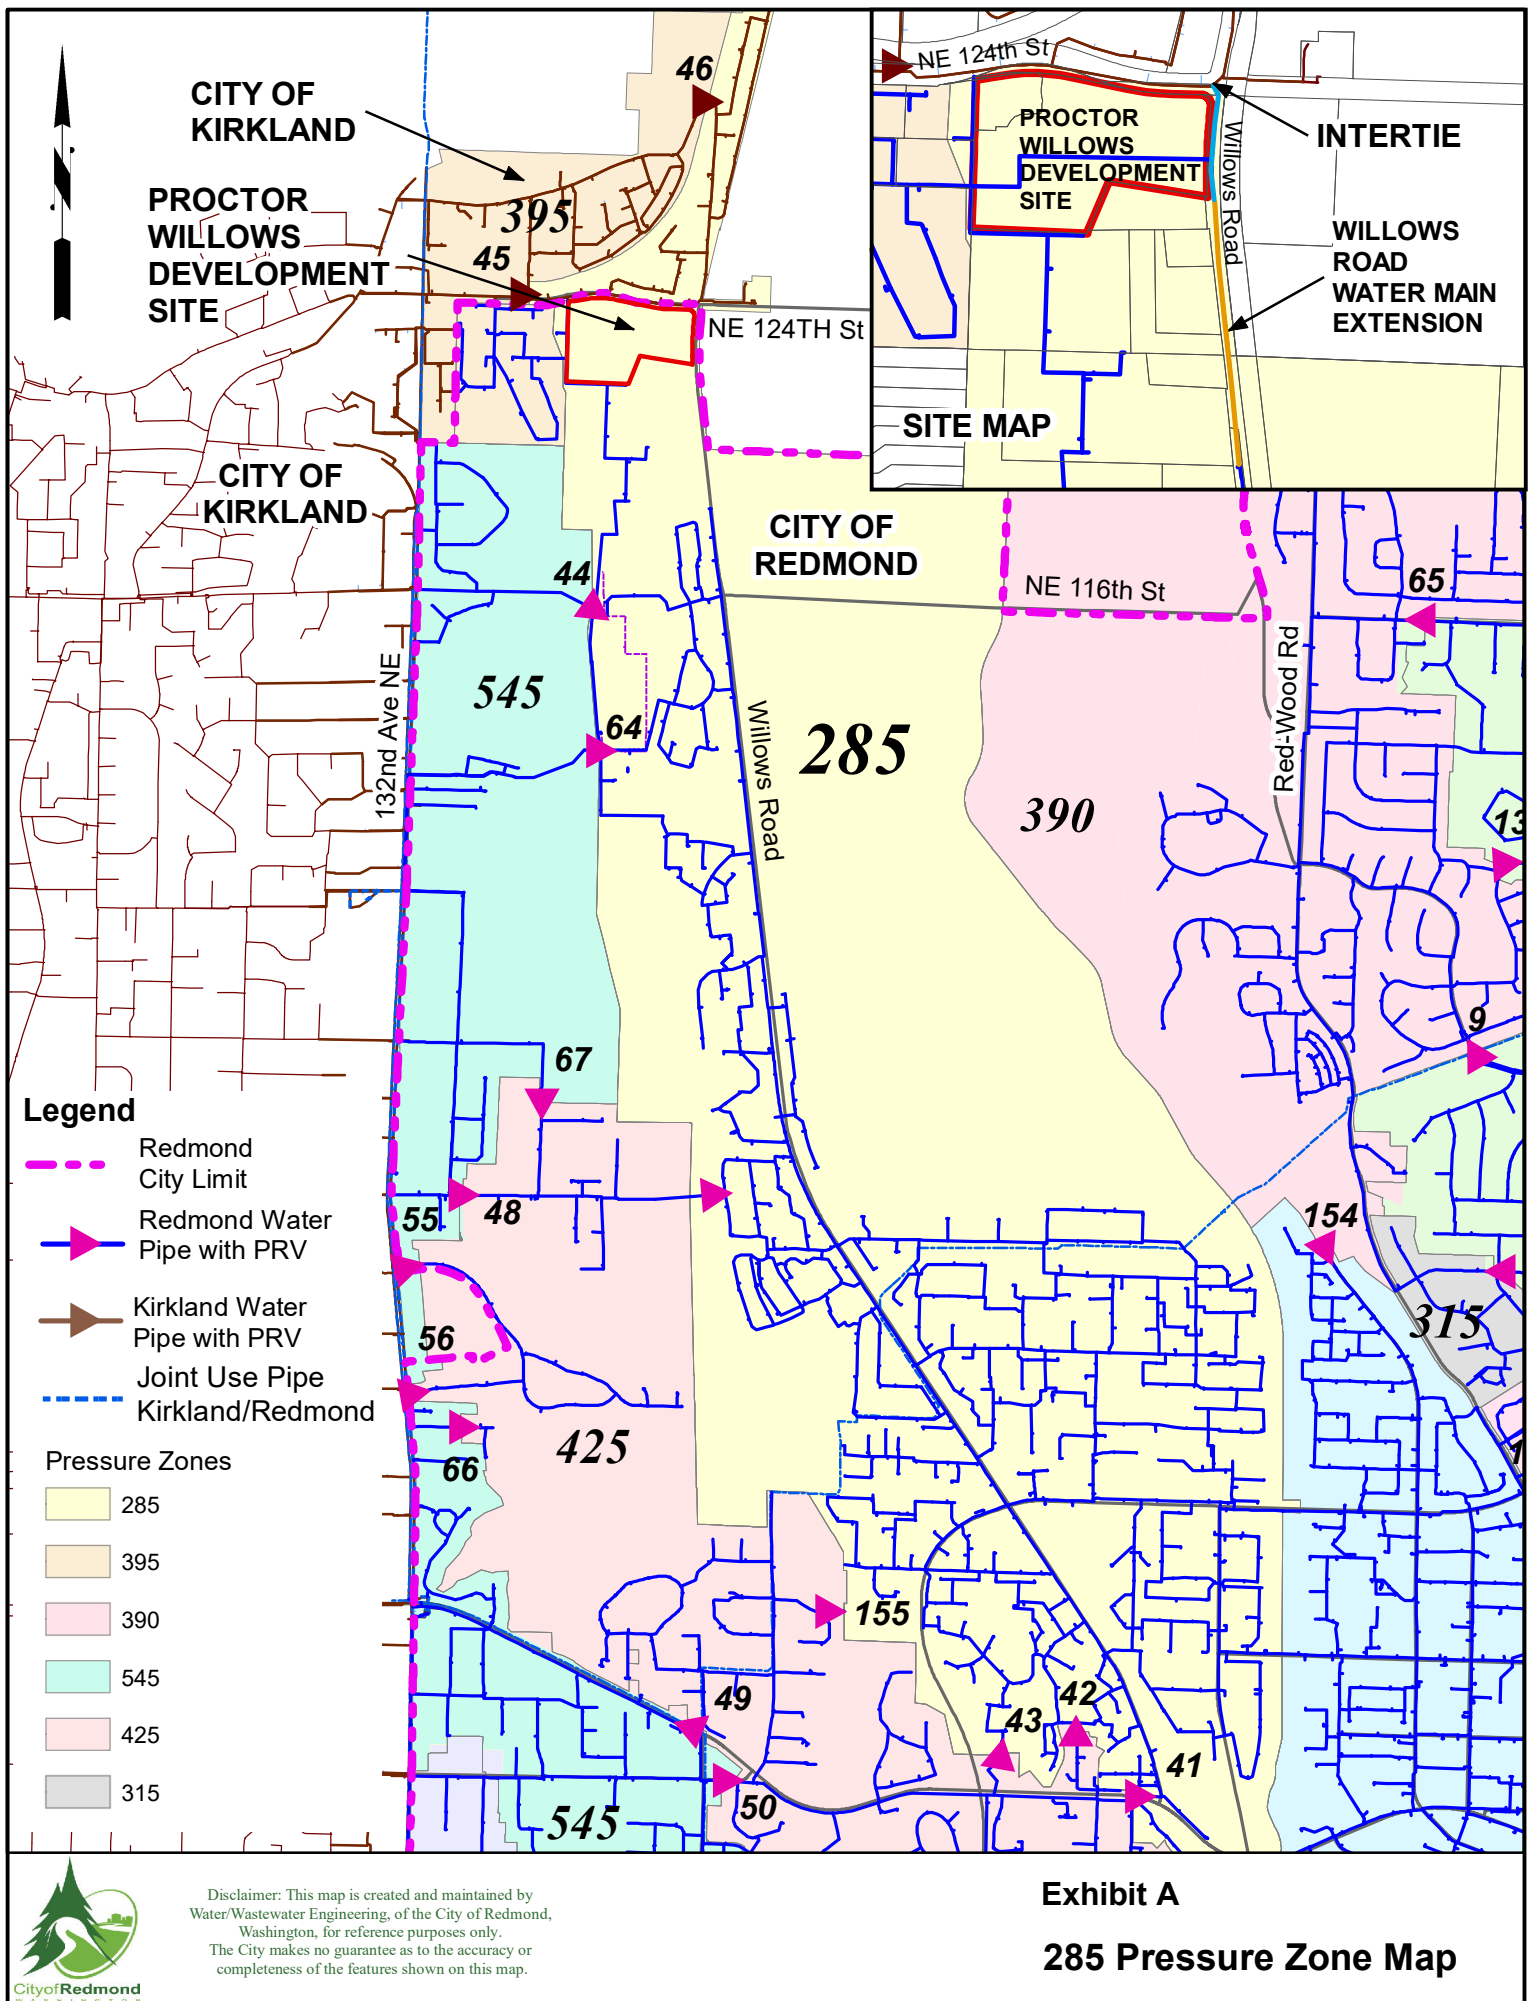 CITY OF
KIRKLAND
46
PROCTOR
WILLOWS
DEVELOPMENT
SITE
395
45
NE 124TH St
NE 124th St
PROCTOR
WILLOWS
DEVELOPMENT
SITE
Willows Road
INTERTIE
WILLOWS
ROAD
WATER MAIN
EXTENSION
SITE MAP
CITY OF
KIRKLAND
CITY OF
REDMOND
44
NE 116th St
65
132nd Ave NE
545
64
Willows Road
285
390
Red-Wood Rd
13
9
67
55
48
154
56
315
425
66
155
49
43
42
41
50
545
1
Legend
Redmond
City Limit
Redmond Water
Pipe with PRV
Kirkland Water
Pipe with PRV
Joint Use Pipe
Kirkland/Redmond
Pressure Zones
285
395
390
545
425
315
CityofRedmond
Disclaimer: This map is created and maintained by
Water/Wastewater Engineering, of the City of Redmond,
Washington, for reference purposes only.
The City makes no guarantee as to the accuracy or
completeness of the features shown on this map.
Exhibit A
285 Pressure Zone Map